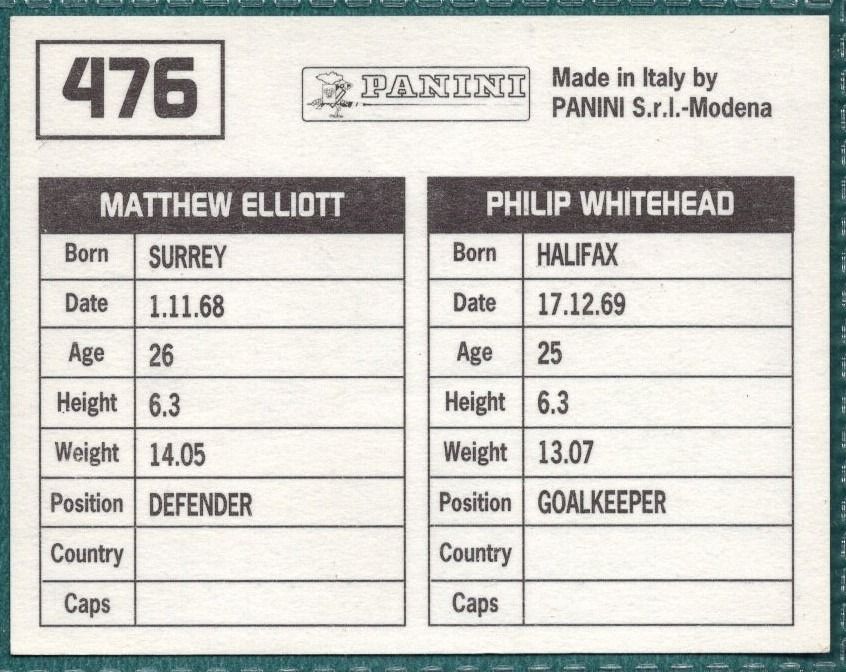 476
PANINI
Made in Italy by
PANINI S.r.l.-Modena
MATTHEW ELLIOTT
Born SURREY
Date 1.11.68
Age 26
Height 6.3
Weight 14.05
Position DEFENDER
Country
Caps
PHILIP WHITEHEAD
Born HALIFAX
Date 17.12.69
Age 25
Height 6.3
Weight 13.07
Position GOALKEEPER
Country
Caps